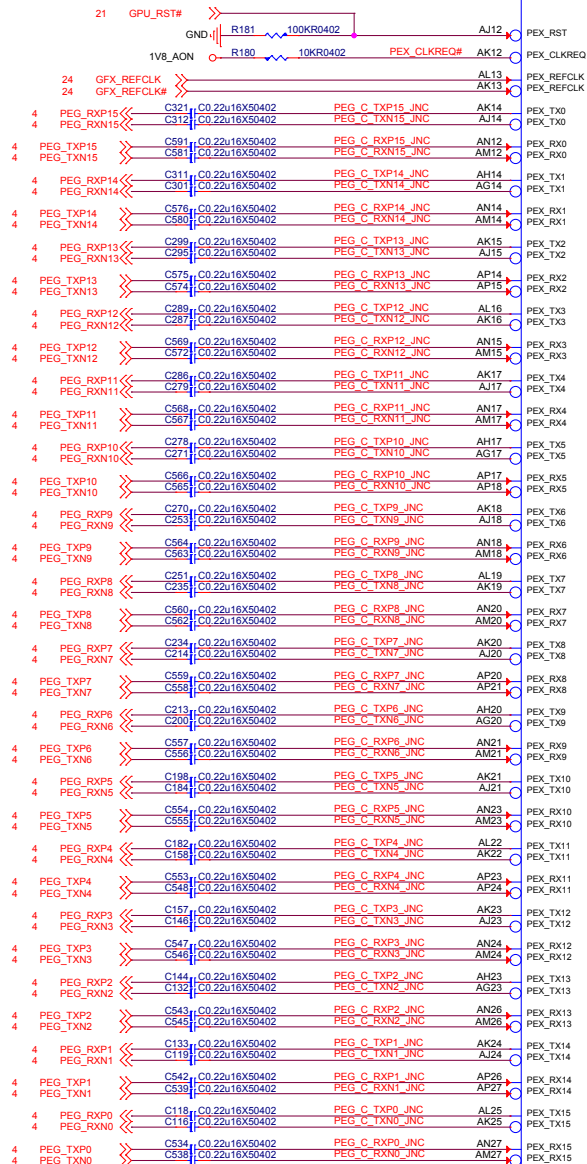 21 GPU_RST#
GND R181 100KR0402 AJ12 PEX_RST
1V8_AON R180 10KR0402 PEX_CLKREQ# AK12 PEX_CLKREQ
24 GFX_REFCLK AL13 PEX_REFCLK
24 GFX_REFCLK# AK13 PEX_REFCLK
4 PEG_RXP15 C321 C0.22u16X50402 PEG_C_TXP15_JNC AK14 PEX_TX0
4 PEG_RXN15 C312 C0.22u16X50402 PEG_C_TXN15_JNC AJ14 PEX_TX0
4 PEG_TXP15 C591 C0.22u16X50402 PEG_C_RXP15_JNC AN12 PEX_RX0
4 PEG_TXN15 C581 C0.22u16X50402 PEG_C_RXN15_JNC AM12 PEX_RX0
4 PEG_RXP14 C311 C0.22u16X50402 PEG_C_TXP14_JNC AH14 PEX_TX1
4 PEG_RXN14 C301 C0.22u16X50402 PEG_C_TXN14_JNC AG14 PEX_TX1
4 PEG_TXP14 C576 C0.22u16X50402 PEG_C_RXP14_JNC AN14 PEX_RX1
4 PEG_TXN14 C580 C0.22u16X50402 PEG_C_RXN14_JNC AM14 PEX_RX1
4 PEG_RXP13 C299 C0.22u16X50402 PEG_C_TXP13_JNC AK15 PEX_TX2
4 PEG_RXN13 C295 C0.22u16X50402 PEG_C_TXN13_JNC AJ15 PEX_TX2
4 PEG_TXP13 C575 C0.22u16X50402 PEG_C_RXP13_JNC AP14 PEX_RX2
4 PEG_TXN13 C574 C0.22u16X50402 PEG_C_RXN13_JNC AP15 PEX_RX2
4 PEG_RXP12 C289 C0.22u16X50402 PEG_C_TXP12_JNC AL16 PEX_TX3
4 PEG_RXN12 C287 C0.22u16X50402 PEG_C_TXN12_JNC AK16 PEX_TX3
4 PEG_TXP12 C569 C0.22u16X50402 PEG_C_RXP12_JNC AN15 PEX_RX3
4 PEG_TXN12 C572 C0.22u16X50402 PEG_C_RXN12_JNC AM15 PEX_RX3
4 PEG_RXP11 C286 C0.22u16X50402 PEG_C_TXP11_JNC AK17 PEX_TX4
4 PEG_RXN11 C279 C0.22u16X50402 PEG_C_TXN11_JNC AJ17 PEX_TX4
4 PEG_TXP11 C568 C0.22u16X50402 PEG_C_RXP11_JNC AN17 PEX_RX4
4 PEG_TXN11 C567 C0.22u16X50402 PEG_C_RXN11_JNC AM17 PEX_RX4
4 PEG_RXP10 C278 C0.22u16X50402 PEG_C_TXP10_JNC AH17 PEX_TX5
4 PEG_RXN10 C271 C0.22u16X50402 PEG_C_TXN10_JNC AG17 PEX_TX5
4 PEG_TXP10 C566 C0.22u16X50402 PEG_C_RXP10_JNC AP17 PEX_RX5
4 PEG_TXN10 C565 C0.22u16X50402 PEG_C_RXN10_JNC AP18 PEX_RX5
4 PEG_RXP9 C270 C0.22u16X50402 PEG_C_TXP9_JNC AK18 PEX_TX6
4 PEG_RXN9 C253 C0.22u16X50402 PEG_C_TXN9_JNC AJ18 PEX_TX6
4 PEG_TXP9 C564 C0.22u16X50402 PEG_C_RXP9_JNC AN18 PEX_RX6
4 PEG_TXN9 C563 C0.22u16X50402 PEG_C_RXN9_JNC AM18 PEX_RX6
4 PEG_RXP8 C251 C0.22u16X50402 PEG_C_TXP8_JNC AL19 PEX_TX7
4 PEG_RXN8 C235 C0.22u16X50402 PEG_C_TXN8_JNC AK19 PEX_TX7
4 PEG_TXP8 C560 C0.22u16X50402 PEG_C_RXP8_JNC AN20 PEX_RX7
4 PEG_TXN8 C562 C0.22u16X50402 PEG_C_RXN8_JNC AM20 PEX_RX7
4 PEG_RXP7 C234 C0.22u16X50402 PEG_C_TXP7_JNC AK20 PEX_TX8
4 PEG_RXN7 C214 C0.22u16X50402 PEG_C_TXN7_JNC AJ20 PEX_TX8
4 PEG_TXP7 C559 C0.22u16X50402 PEG_C_RXP7_JNC AP20 PEX_RX8
4 PEG_TXN7 C558 C0.22u16X50402 PEG_C_RXN7_JNC AP21 PEX_RX8
4 PEG_RXP6 C213 C0.22u16X50402 PEG_C_TXP6_JNC AH20 PEX_TX9
4 PEG_RXN6 C200 C0.22u16X50402 PEG_C_TXN6_JNC AG20 PEX_TX9
4 PEG_TXP6 C557 C0.22u16X50402 PEG_C_RXP6_JNC AN21 PEX_RX9
4 PEG_TXN6 C556 C0.22u16X50402 PEG_C_RXN6_JNC AM21 PEX_RX9
4 PEG_RXP5 C198 C0.22u16X50402 PEG_C_TXP5_JNC AK21 PEX_TX10
4 PEG_RXN5 C184 C0.22u16X50402 PEG_C_TXN5_JNC AJ21 PEX_TX10
4 PEG_TXP5 C554 C0.22u16X50402 PEG_C_RXP5_JNC AN23 PEX_RX10
4 PEG_TXN5 C555 C0.22u16X50402 PEG_C_RXN5_JNC AM23 PEX_RX10
4 PEG_RXP4 C182 C0.22u16X50402 PEG_C_TXP4_JNC AL22 PEX_TX11
4 PEG_RXN4 C158 C0.22u16X50402 PEG_C_TXN4_JNC AK22 PEX_TX11
4 PEG_TXP4 C553 C0.22u16X50402 PEG_C_RXP4_JNC AP23 PEX_RX11
4 PEG_TXN4 C548 C0.22u16X50402 PEG_C_RXN4_JNC AP24 PEX_RX11
4 PEG_RXP3 C157 C0.22u16X50402 PEG_C_TXP3_JNC AK23 PEX_TX12
4 PEG_RXN3 C146 C0.22u16X50402 PEG_C_TXN3_JNC AJ23 PEX_TX12
4 PEG_TXP3 C547 C0.22u16X50402 PEG_C_RXP3_JNC AN24 PEX_RX12
4 PEG_TXN3 C546 C0.22u16X50402 PEG_C_RXN3_JNC AM24 PEX_RX12
4 PEG_RXP2 C144 C0.22u16X50402 PEG_C_TXP2_JNC AH23 PEX_TX13
4 PEG_RXN2 C132 C0.22u16X50402 PEG_C_TXN2_JNC AG23 PEX_TX13
4 PEG_TXP2 C543 C0.22u16X50402 PEG_C_RXP2_JNC AN26 PEX_RX13
4 PEG_TXN2 C545 C0.22u16X50402 PEG_C_RXN2_JNC AM26 PEX_RX13
4 PEG_RXP1 C133 C0.22u16X50402 PEG_C_TXP1_JNC AK24 PEX_TX14
4 PEG_RXN1 C119 C0.22u16X50402 PEG_C_TXN1_JNC AJ24 PEX_TX14
4 PEG_TXP1 C542 C0.22u16X50402 PEG_C_RXP1_JNC AP26 PEX_RX14
4 PEG_TXN1 C539 C0.22u16X50402 PEG_C_RXN1_JNC AP27 PEX_RX14
4 PEG_RXP0 C118 C0.22u16X50402 PEG_C_TXP0_JNC AL25 PEX_TX15
4 PEG_RXN0 C116 C0.22u16X50402 PEG_C_TXN0_JNC AK25 PEX_TX15
4 PEG_TXP0 C534 C0.22u16X50402 PEG_C_RXP0_JNC AN27 PEX_RX15
4 PEG_TXN0 C538 C0.22u16X50402 PEG_C_RXN0_JNC AM27 PEX_RX15